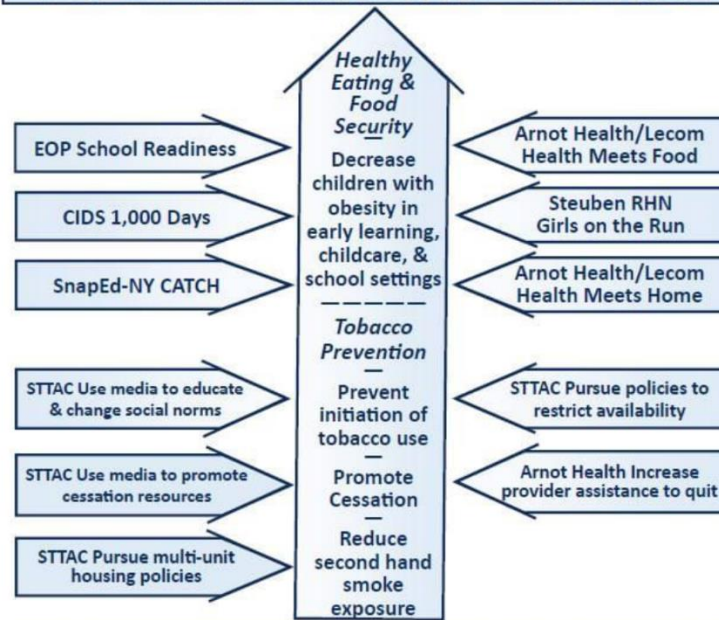 Healthy
Eating &
Food
Security
Decrease
children with
obesity in
early learning,
childcare, &
school settings
Tobacco
Prevention
Prevent
initiation of
tobacco use
Promote
Cessation
Reduce
second hand
smoke
exposure
EOP School Readiness
CIDS 1,000 Days
SnapEd-NY CATCH
STTAC Use media to educate
& change social norms
STTAC Use media to promote
cessation resources
STTAC Pursue multi-unit
housing policies
Arnot Health/Lecom
Health Meets Food
Steuben RHN
Girls on the Run
Arnot Health/Lecom
Health Meets Home
STTAC Pursue policies to
restrict availability
Arnot Health Increase
provider assistance to quit